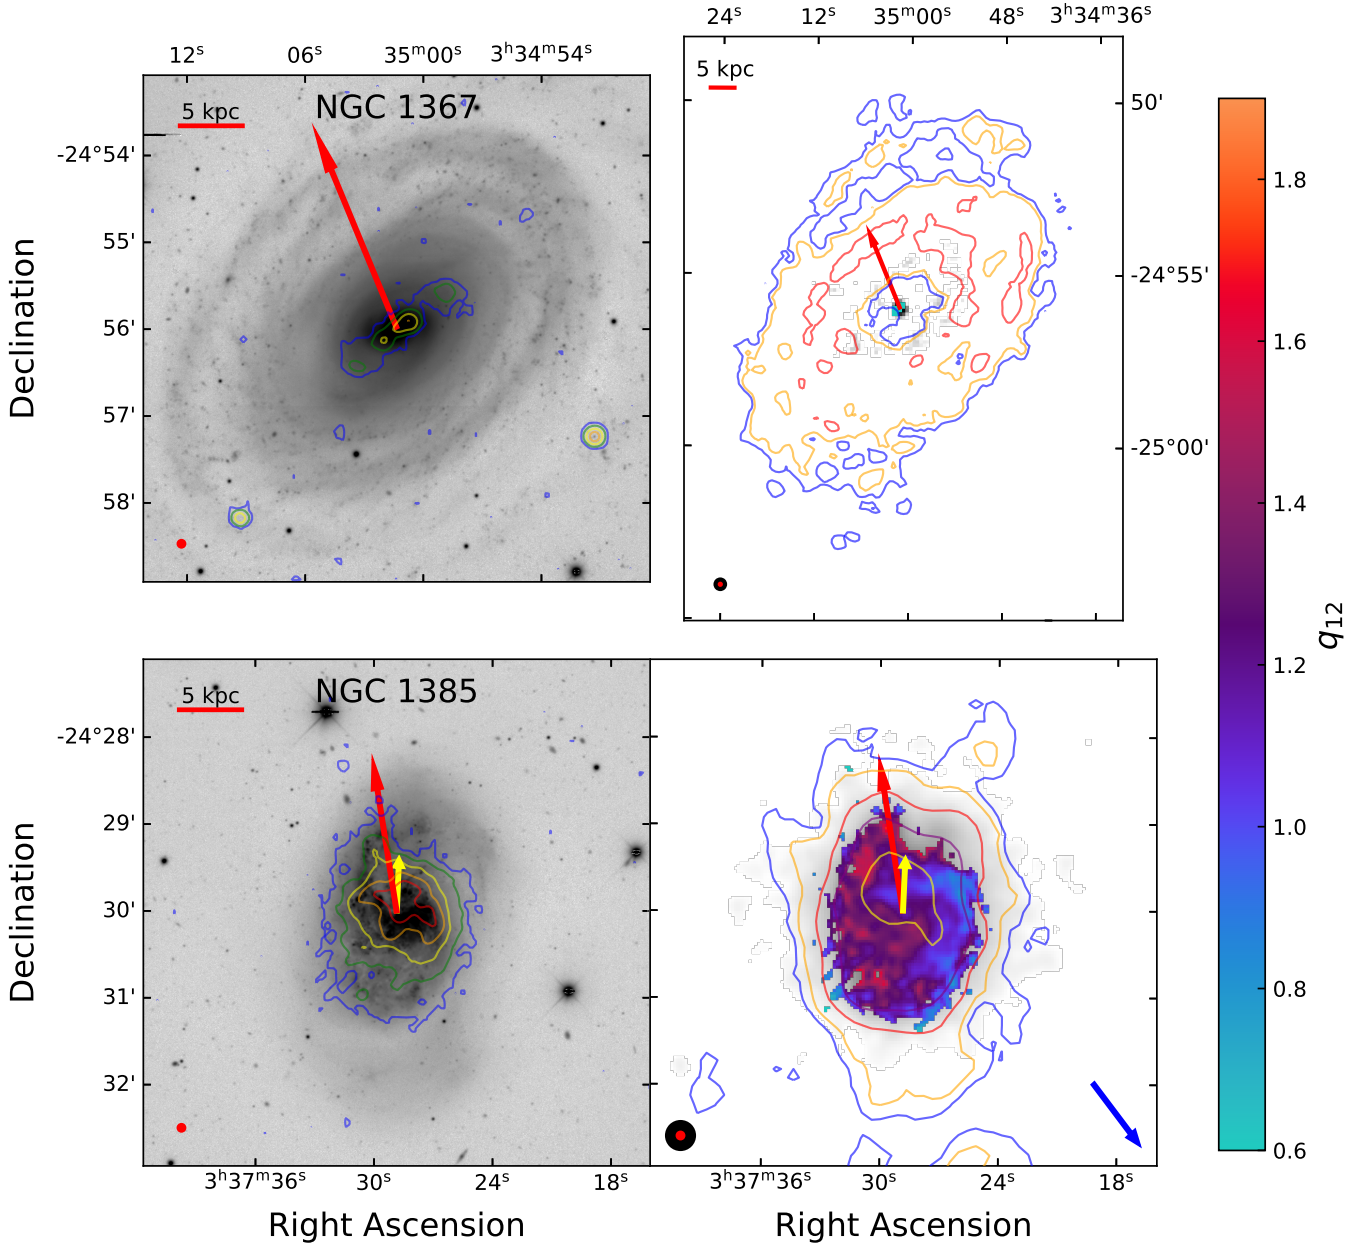 24ˢ 12ˢ 35ᵐ00ˢ 48ˢ 3ʰ34ᵐ36ˢ
12ˢ 06ˢ 35ᵐ00ˢ 3ʰ34ᵐ54ˢ
5 kpc
NGC 1367
5 kpc
-24°54'
55'
56'
57'
58'
Declination
50'
-24°55'
-25°00'
5 kpc
NGC 1385
-24°28'
29'
30'
31'
32'
Declination
3ʰ37ᵐ36ˢ 30ˢ 24ˢ 18ˢ
3ʰ37ᵐ36ˢ 30ˢ 24ˢ 18ˢ
Right Ascension
Right Ascension
1.8
1.6
1.4
1.2
1.0
0.8
0.6
q₁₂